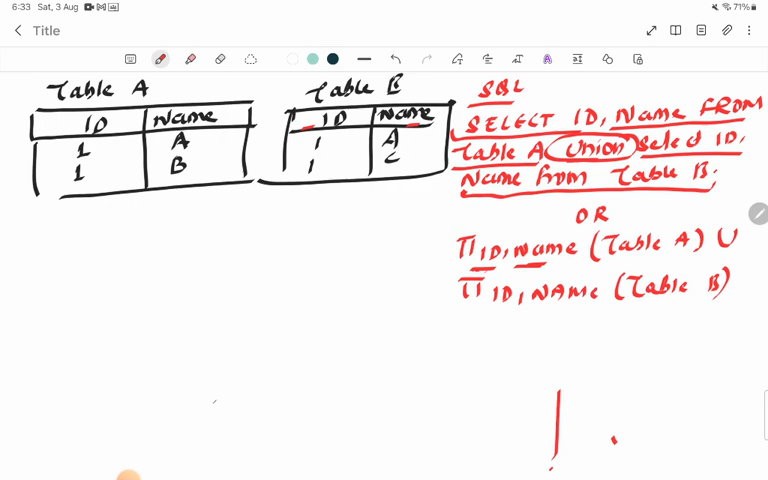 6:33 Sat, 3 Aug
71%
Title
Table A
ID Name
1 A
1 B
Table B
ID Name
1 A
1 C
SQL
SELECT ID, Name FROM
Table A Union Select ID,
Name from Table B;
OR
π ID, Name (Table A) ∪
π ID, NAME (Table B)